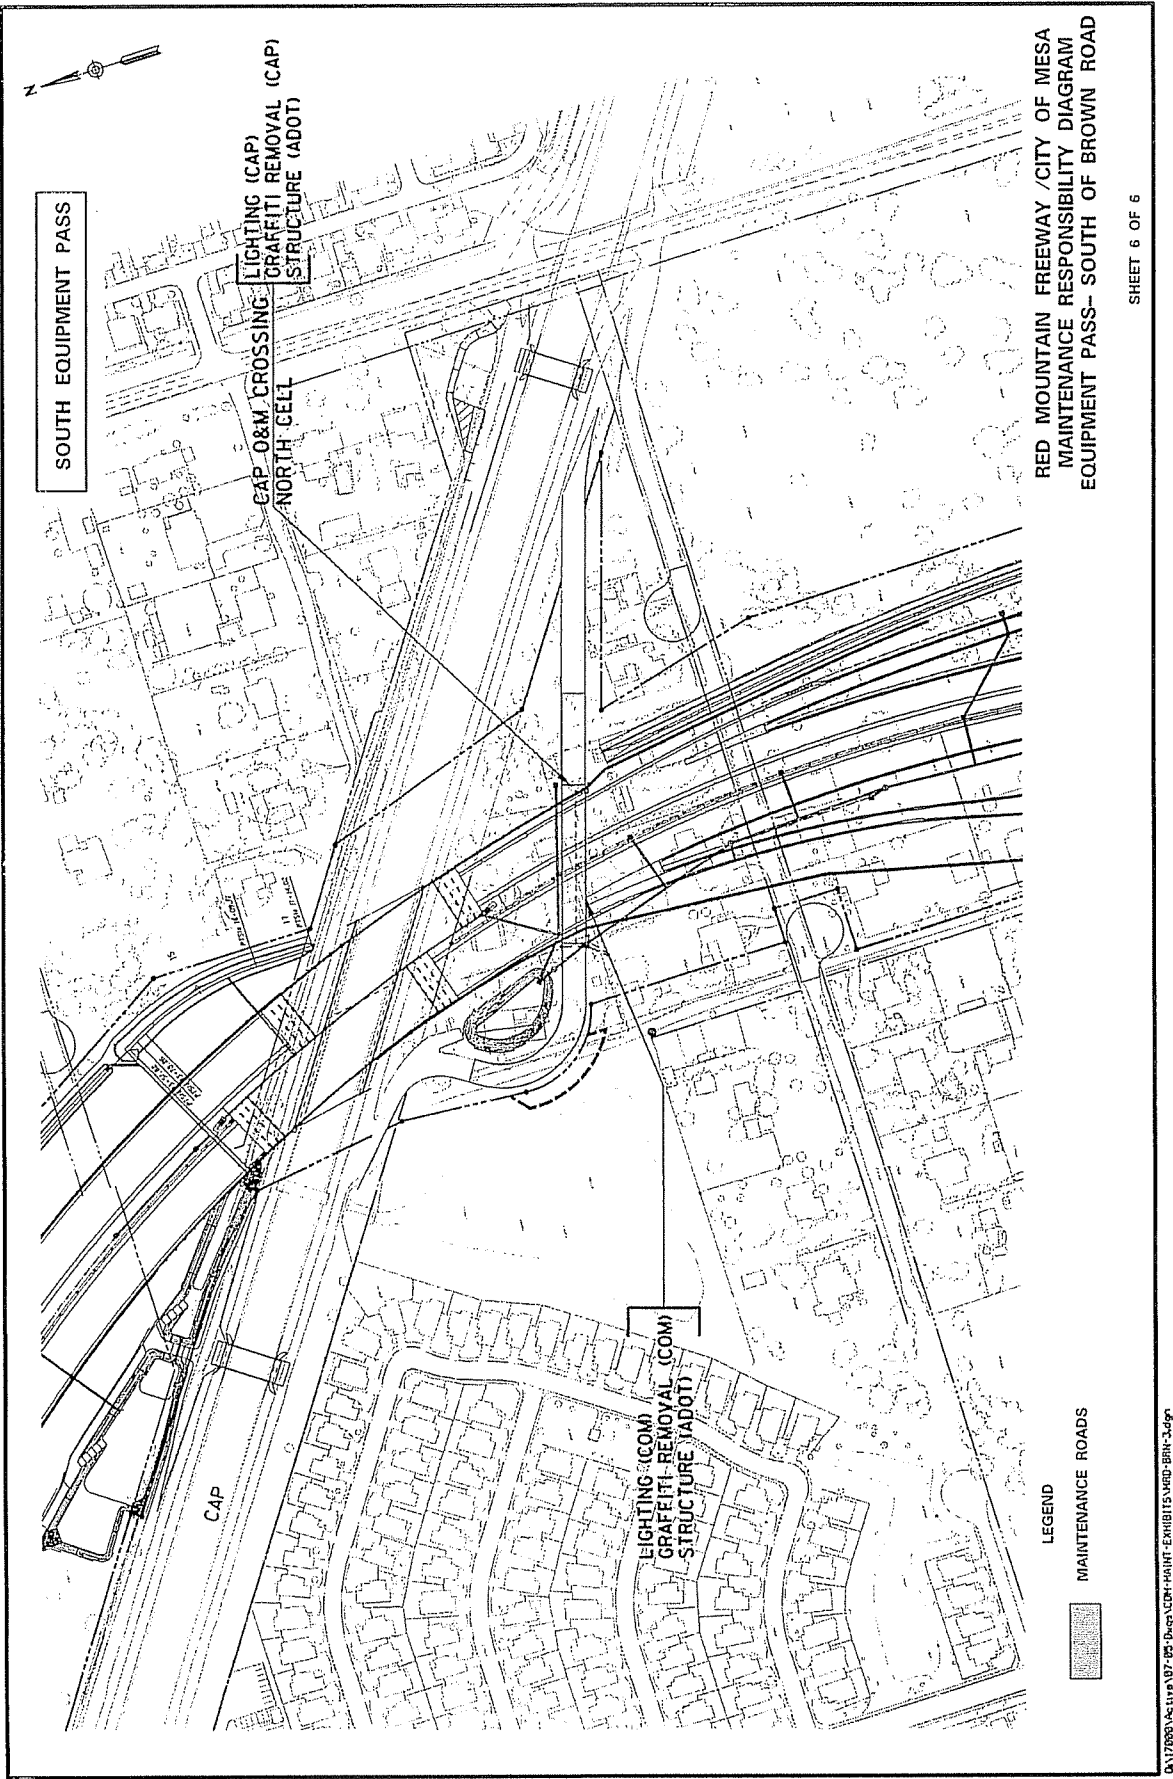 SOUTH EQUIPMENT PASS
N
CAP O&M CROSSING
NORTH CELL
LIGHTING (CAP)
GRAFFITI REMOVAL (CAP)
STRUCTURE (ADOT)
CAP
LIGHTING (COM)
GRAFFITI REMOVAL (COM)
STRUCTURE (ADOT)
LEGEND
MAINTENANCE ROADS
RED MOUNTAIN FREEWAY /CITY OF MESA
MAINTENANCE RESPONSIBILITY DIAGRAM
EQUIPMENT PASS- SOUTH OF BROWN ROAD
SHEET 6 OF 6